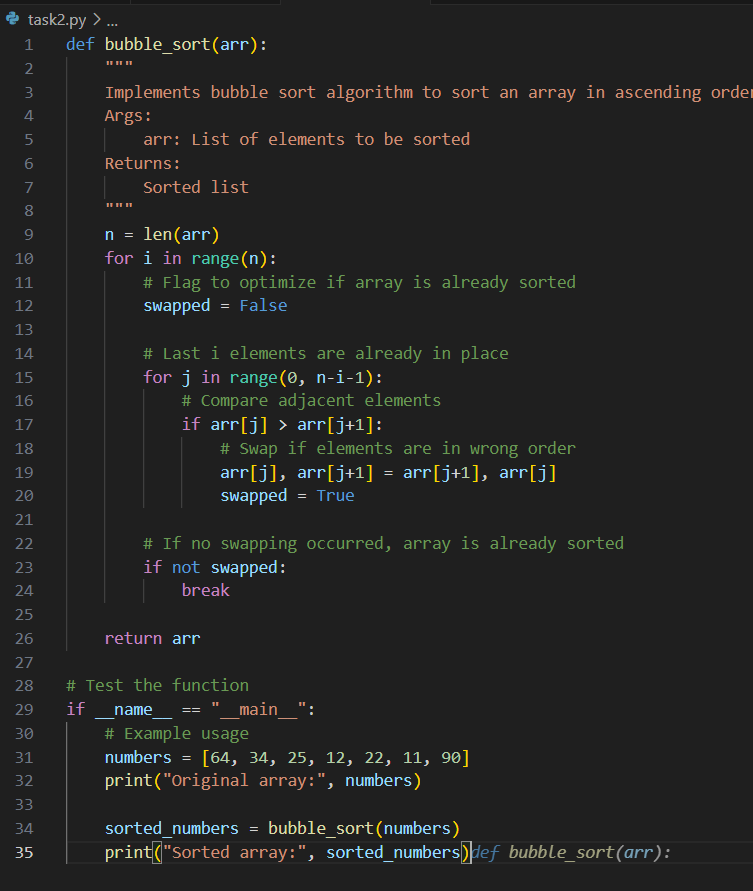 task2.py > ...
1 def bubble_sort(arr):
2     """
3     Implements bubble sort algorithm to sort an array in ascending order
4     Args:
5         arr: List of elements to be sorted
6     Returns:
7         Sorted list
8     """
9     n = len(arr)
10     for i in range(n):
11         # Flag to optimize if array is already sorted
12         swapped = False
13
14         # Last i elements are already in place
15         for j in range(0, n-i-1):
16             # Compare adjacent elements
17             if arr[j] > arr[j+1]:
18                 # Swap if elements are in wrong order
19                 arr[j], arr[j+1] = arr[j+1], arr[j]
20                 swapped = True
21
22         # If no swapping occurred, array is already sorted
23         if not swapped:
24             break
25
26     return arr
27
28 # Test the function
29 if __name__ == "__main__":
30     # Example usage
31     numbers = [64, 34, 25, 12, 22, 11, 90]
32     print("Original array:", numbers)
33
34     sorted_numbers = bubble_sort(numbers)
35     print("Sorted array:", sorted_numbers)def bubble_sort(arr):